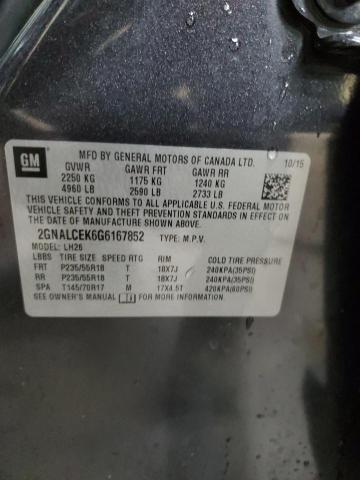 GM
MFD BY GENERAL MOTORS OF CANADA LTD.
10/15
GVWR GAWR FRT GAWR RR
2250 KG 1175 KG 1240 KG
4960 LB 2590 LB 2733 LB
THIS VEHICLE CONFORMS TO ALL APPLICABLE U.S. FEDERAL MOTOR
VEHICLE SAFETY AND THEFT PREVENTION STANDARDS IN
EFFECT ON THE DATE OF MANUFACTURE SHOWN ABOVE.
2GNALCEK6G6167852 TYPE: M.P.V.
MODEL: LH26
LBBS TIRE SIZE SPEED RTG RIM COLD TIRE PRESSURE
FRT P235/55R18 T 18X7J 240KPA(35PSI)
RR P235/55R18 T 18X7J 240KPA(35PSI)
SPA T145/70R17 M 17X4.5T 420KPA(60PSI)
SEE OWNER'S MANUAL FOR ADDITIONAL INFORMATION.